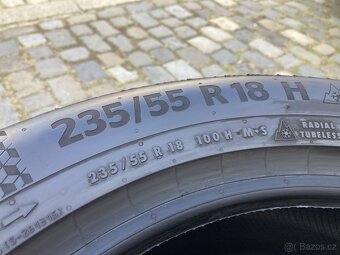 235/55 R 18 H
235/55 R 18 100 H M+S
RADIAL
TUBELESS
Bazos.cz